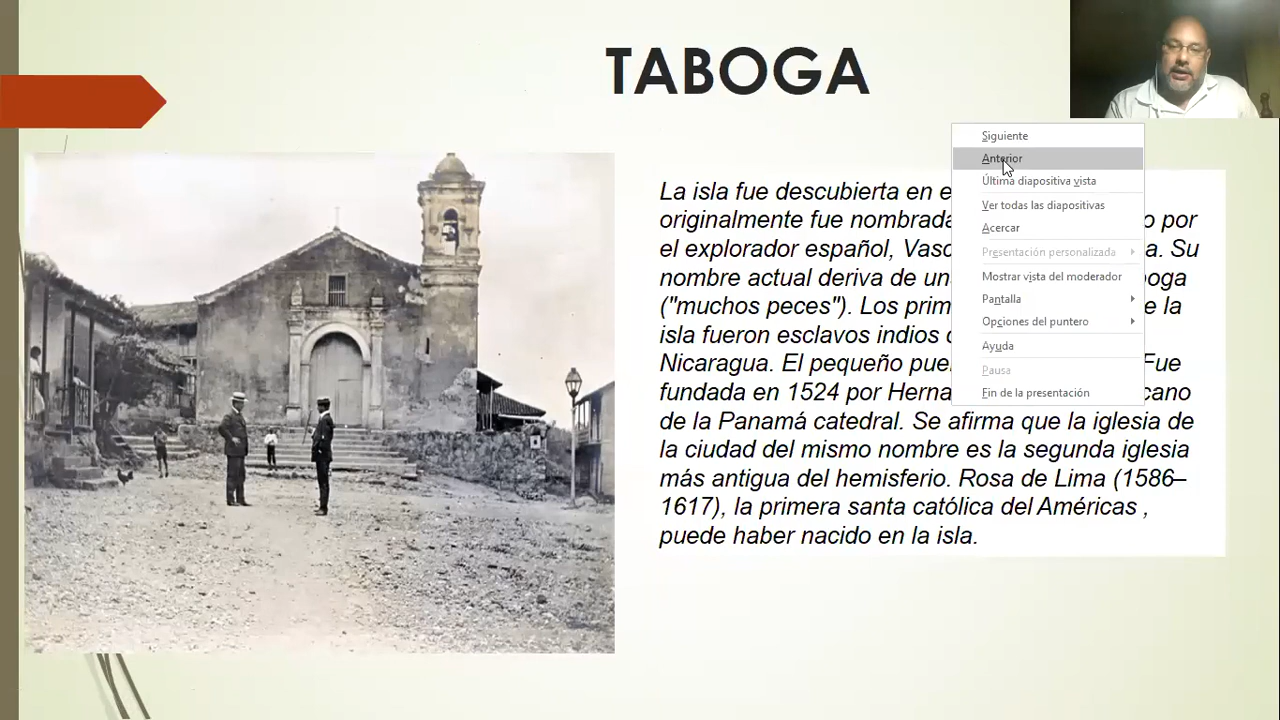 TABOGA
La isla fue descubierta en e
originalmente fue nombrada o por
el explorador español, Vasc a. Su
nombre actual deriva de un boga
("muchos peces"). Los prim e la
isla fueron esclavos indios
Nicaragua. El pequeño pue Fue
fundada en 1524 por Herna cano
de la Panamá catedral. Se afirma que la iglesia de
la ciudad del mismo nombre es la segunda iglesia
más antigua del hemisferio. Rosa de Lima (1586–
1617), la primera santa católica del Américas ,
puede haber nacido en la isla.
Siguiente
Anterior
Última diapositiva vista
Ver todas las diapositivas
Acercar
Presentación personalizada
Mostrar vista del moderador
Pantalla
Opciones del puntero
Ayuda
Pausa
Fin de la presentación